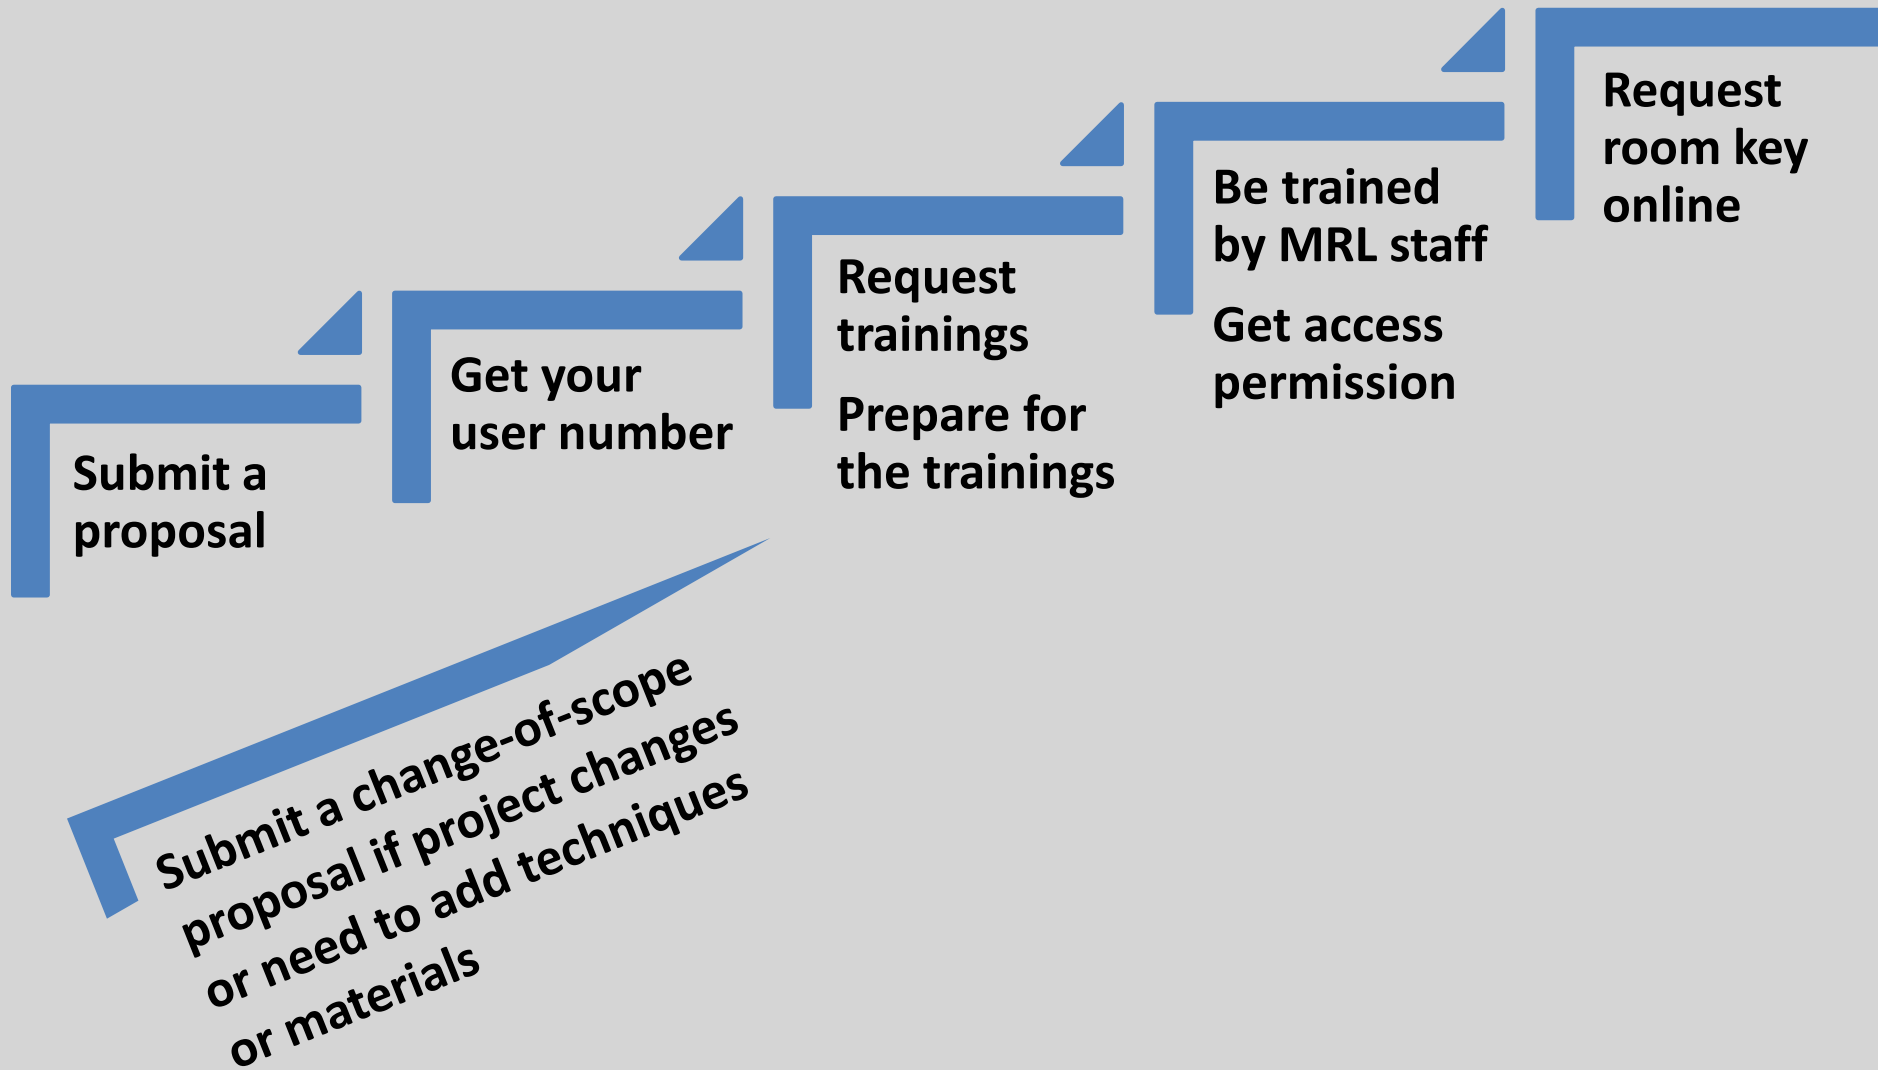 Submit a
proposal
Get your
user number
Request
trainings
Prepare for
the trainings
Be trained
by MRL staff
Get access
permission
Request
room key
online
Submit a change-of-scope
proposal if project changes
or need to add techniques
or materials